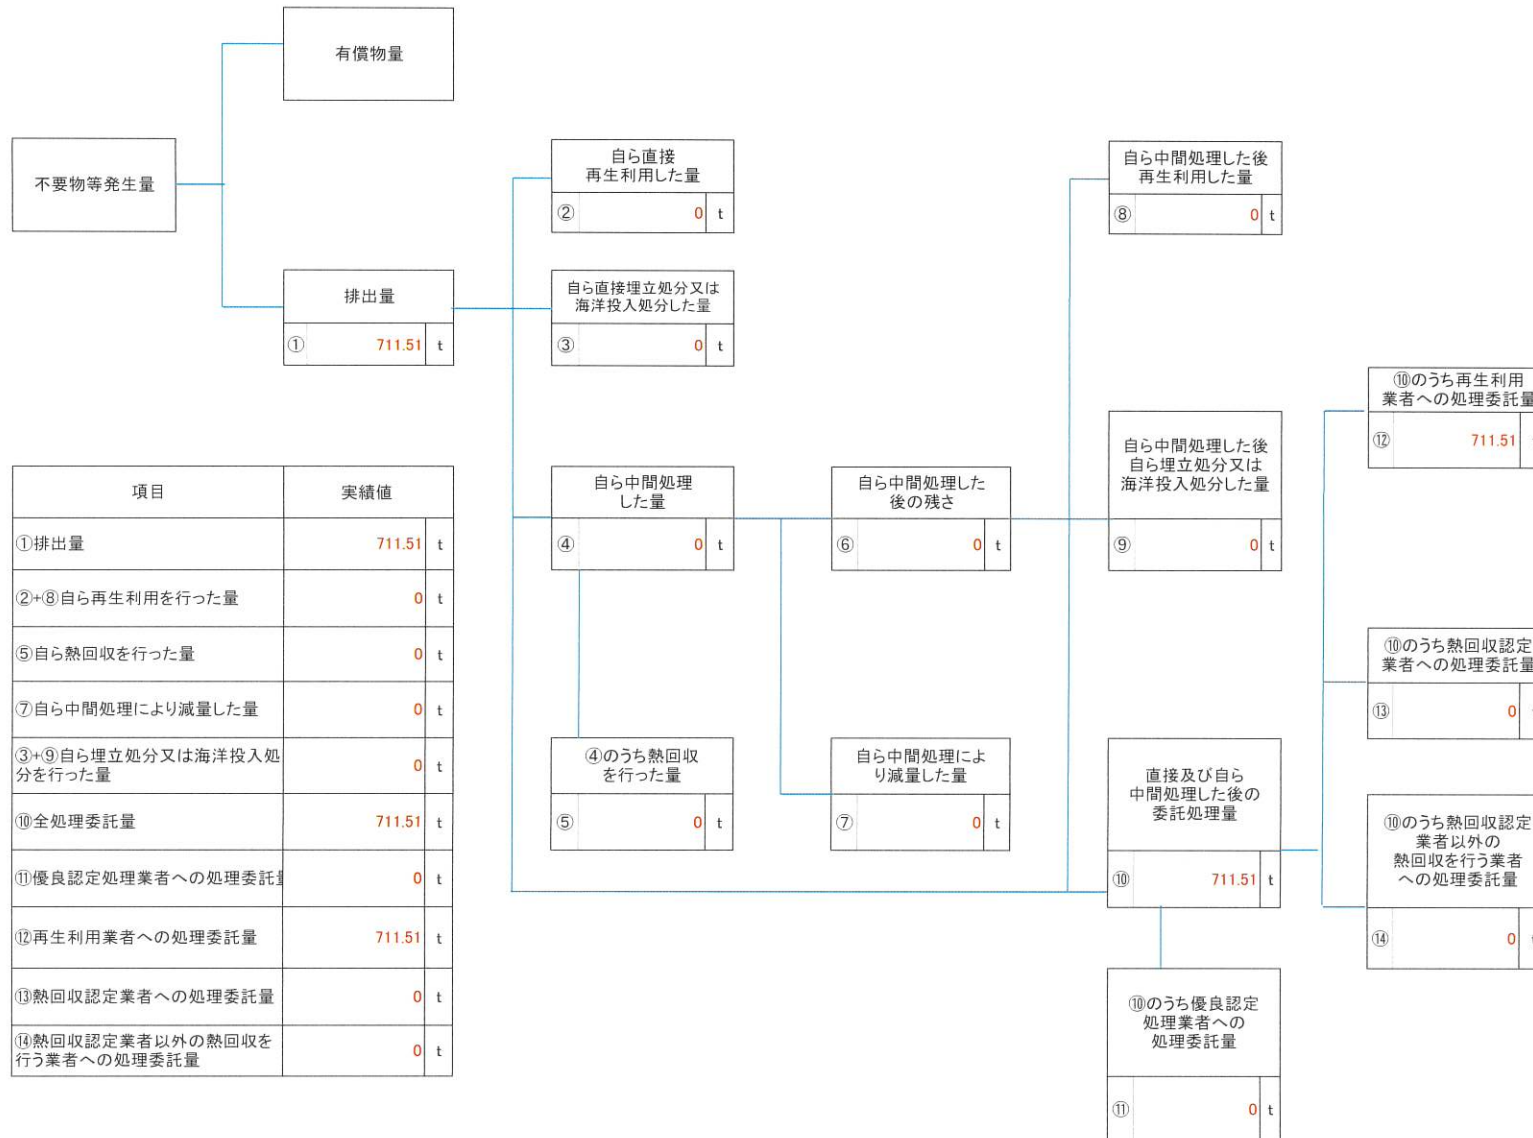 有償物量
不要物等発生量
排出量
① 711.51 t
自ら直接
再生利用した量
② 0 t
自ら直接埋立処分又は
海洋投入処分した量
③ 0 t
自ら中間処理した後
再生利用した量
⑧ 0 t
自ら中間処理
した量
④ 0 t
自ら中間処理した
後の残さ
⑥ 0 t
自ら中間処理した後
自ら埋立処分又は
海洋投入処分した量
⑨ 0 t
⑩のうち再生利用
業者への処理委託量
⑫ 711.51
④のうち熱回収
を行った量
⑤ 0 t
自ら中間処理によ
り減量した量
⑦ 0 t
直接及び自ら
中間処理した後の
委託処理量
⑩ 711.51 t
⑩のうち熱回収認定
業者への処理委託量
⑬ 0
⑩のうち熱回収認定
業者以外の
熱回収を行う業者
への処理委託量
⑭ 0
⑩のうち優良認定
処理業者への
処理委託量
⑪ 0 t
項目 実績値
①排出量 711.51 t
②+⑧自ら再生利用を行った量 0 t
⑤自ら熱回収を行った量 0 t
⑦自ら中間処理により減量した量 0 t
③+⑨自ら埋立処分又は海洋投入処
分を行った量 0 t
⑩全処理委託量 711.51 t
⑪優良認定処理業者への処理委託 0 t
⑫再生利用業者への処理委託量 711.51 t
⑬熱回収認定業者への処理委託量 0 t
⑭熱回収認定業者以外の熱回収を
行う業者への処理委託量 0 t